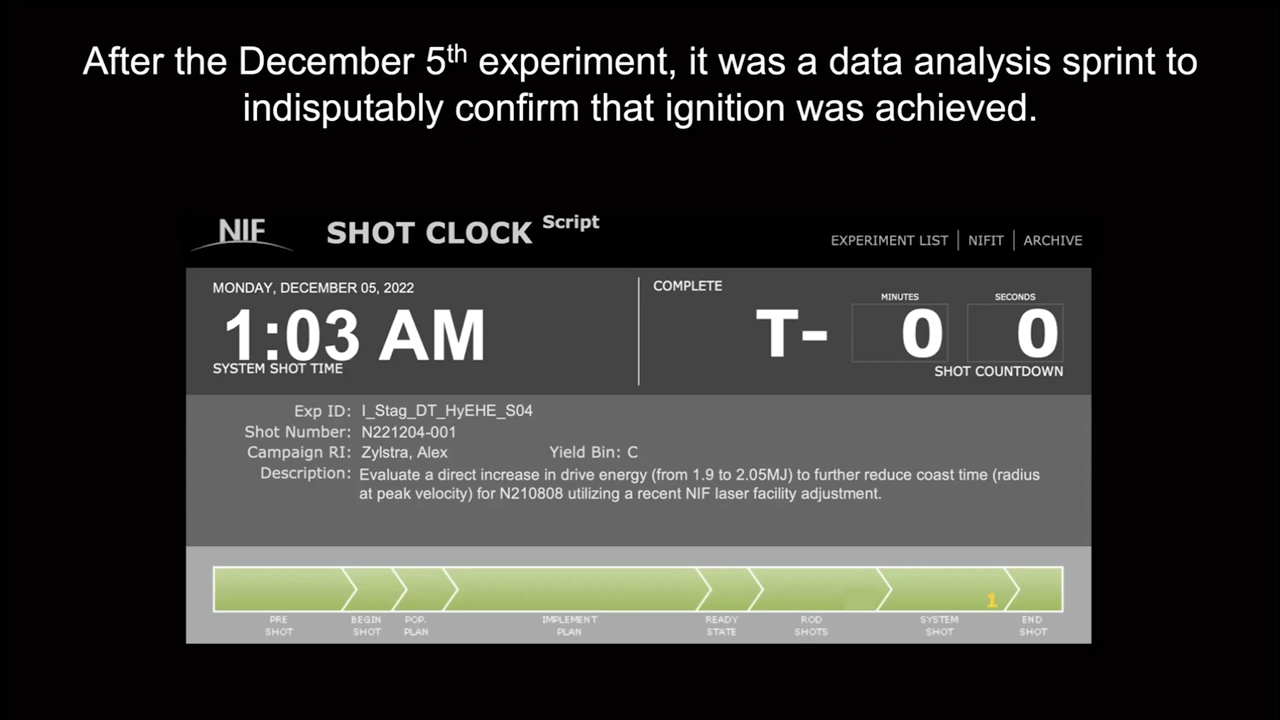 After the December 5th experiment, it was a data analysis sprint to
indisputably confirm that ignition was achieved.
NIF
SHOT CLOCK Script
EXPERIMENT LIST | NIFIT | ARCHIVE
MONDAY, DECEMBER 05, 2022
1:03 AM
SYSTEM SHOT TIME
COMPLETE
MINUTES SECONDS
T- 0 0
SHOT COUNTDOWN
Exp ID: I_Stag_DT_HyEHE_S04
Shot Number: N221204-001
Campaign RI: Zylstra, Alex Yield Bin: C
Description: Evaluate a direct increase in drive energy (from 1.9 to 2.05MJ) to further reduce coast time (radius
at peak velocity) for N210808 utilizing a recent NIF laser facility adjustment.
1
PRE SHOT
BEGIN SHOT
POP. PLAN
IMPLEMENT PLAN
READY STATE
ROD SHOTS
SYSTEM SHOT
END SHOT